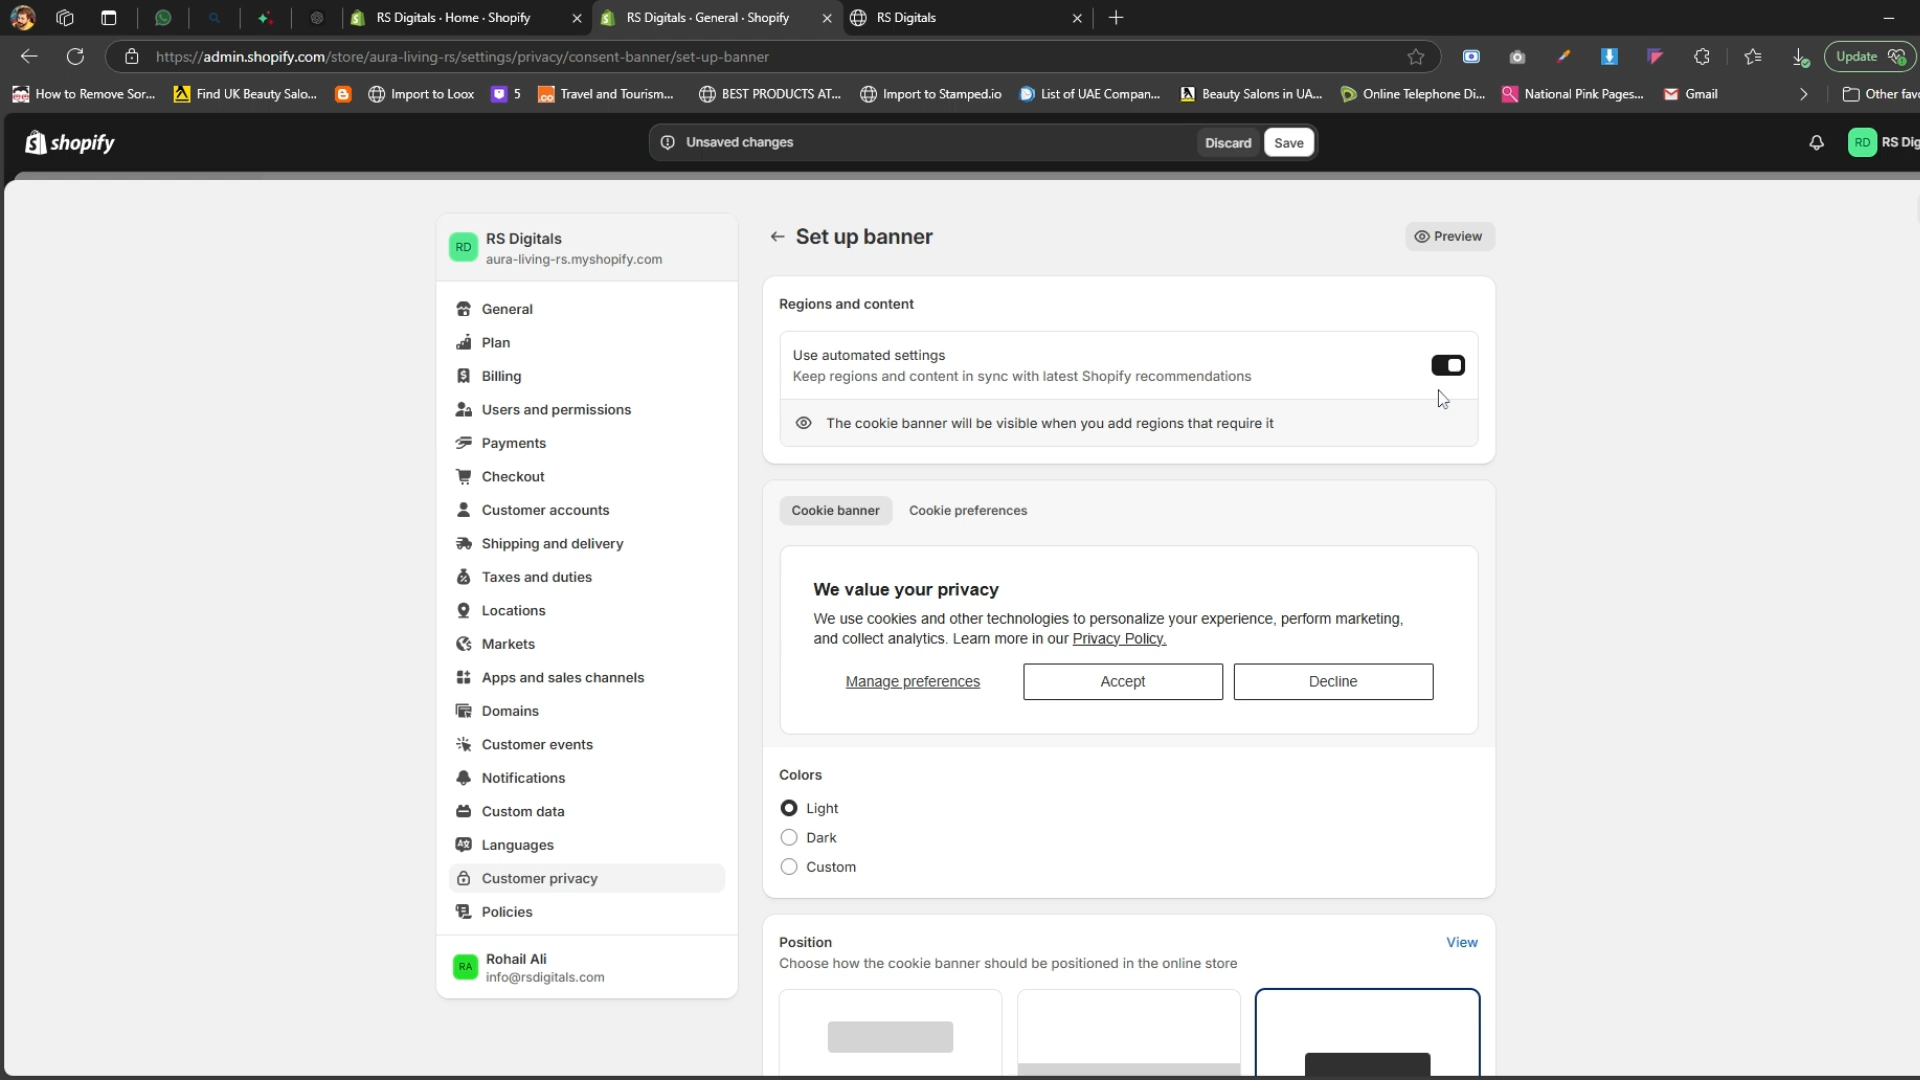 RS Digitals · Home · Shopify
RS Digitals · General · Shopify
RS Digitals
https://admin.shopify.com/store/aura-living-rs/settings/privacy/consent-banner/set-up-banner
Update
How to Remove Sor...
Find UK Beauty Salo...
Import to Loox
5
Travel and Tourism...
BEST PRODUCTS AT...
Import to Stamped.io
List of UAE Compan...
Beauty Salons in UA...
Online Telephone Di...
National Pink Pages...
Gmail
Other favo
shopify
Unsaved changes
Discard
Save
RD
RS Dig
RD
RS Digitals
aura-living-rs.myshopify.com
General
Plan
Billing
Users and permissions
Payments
Checkout
Customer accounts
Shipping and delivery
Taxes and duties
Locations
Markets
Apps and sales channels
Domains
Customer events
Notifications
Custom data
Languages
Customer privacy
Policies
RA
Rohail Ali
info@rsdigitals.com
Set up banner
Preview
Regions and content
Use automated settings
Keep regions and content in sync with latest Shopify recommendations
The cookie banner will be visible when you add regions that require it
Cookie banner
Cookie preferences
We value your privacy
We use cookies and other technologies to personalize your experience, perform marketing,
and collect analytics. Learn more in our Privacy Policy.
Manage preferences
Accept
Decline
Colors
Light
Dark
Custom
Position
View
Choose how the cookie banner should be positioned in the online store